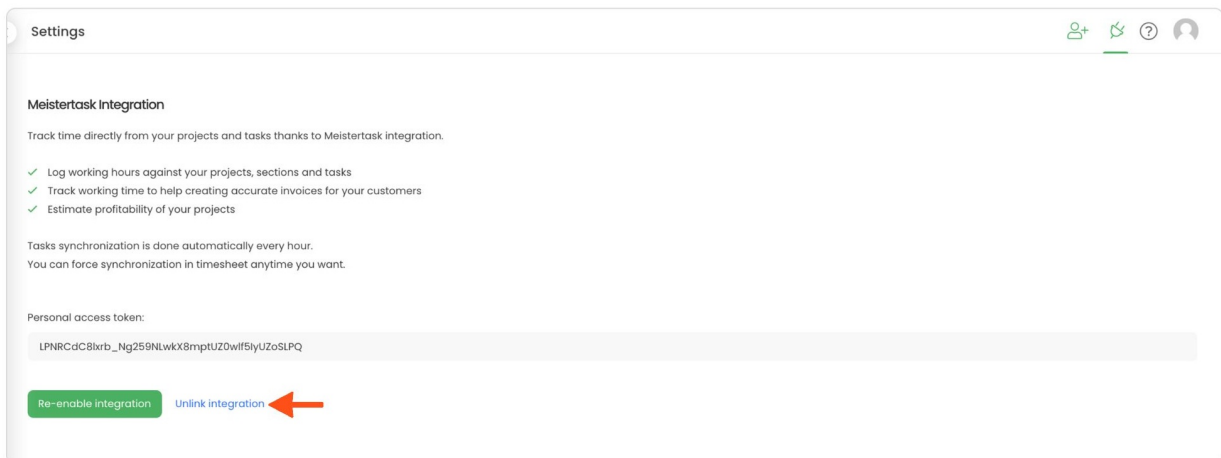 Settings
Meistertask Integration
Track time directly from your projects and tasks thanks to Meistertask integration.
Log working hours against your projects, sections and tasks
Track working time to help creating accurate invoices for your customers
Estimate profitability of your projects
Tasks synchronization is done automatically every hour.
You can force synchronization in timesheet anytime you want.
Personal access token:
LPNRCdC8lxrb_Ng259NLwkX8mptUZ0wlf5lyUZoSLPQ
Re-enable integration Unlink integration